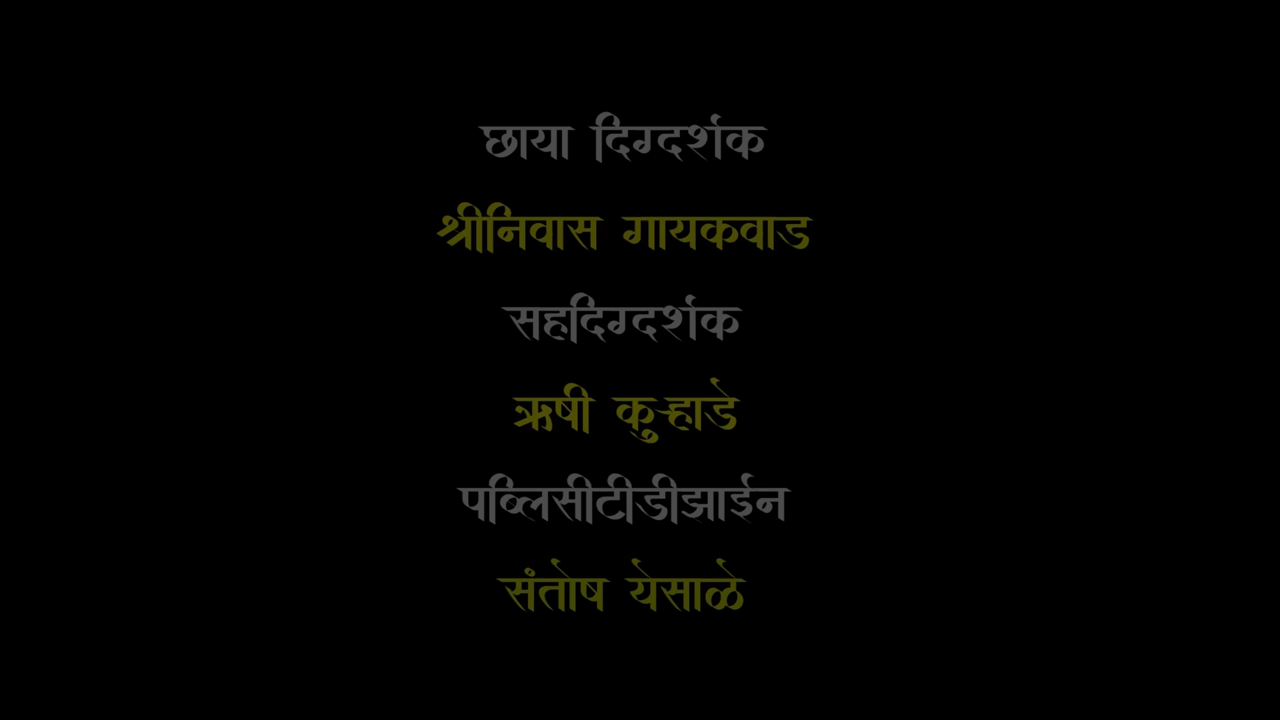 छाया दिग्दर्शक
श्रीनिवास गायकवाड
सहदिग्दर्शक
ऋषी कुऱ्हाडे
पब्लिसीटीडीझाईन
संतोष येसाळे